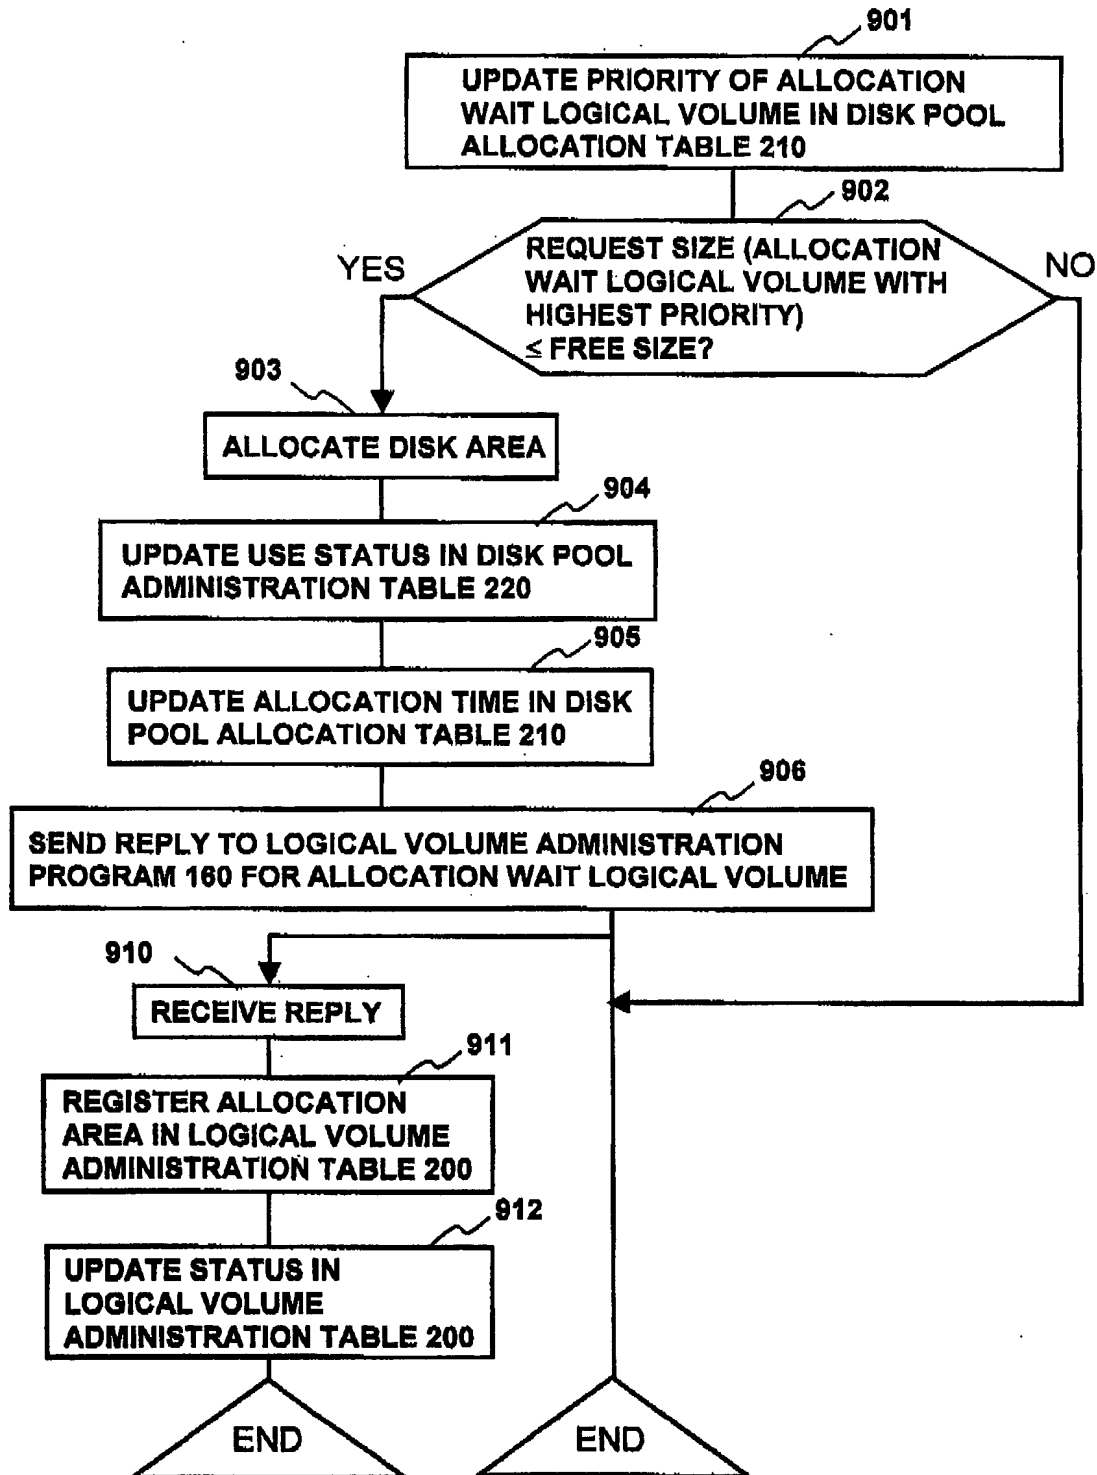 901
UPDATE PRIORITY OF ALLOCATION
WAIT LOGICAL VOLUME IN DISK POOL
ALLOCATION TABLE 210
902
REQUEST SIZE (ALLOCATION
WAIT LOGICAL VOLUME WITH
HIGHEST PRIORITY)
≤ FREE SIZE?
YES
NO
903
ALLOCATE DISK AREA
904
UPDATE USE STATUS IN DISK POOL
ADMINISTRATION TABLE 220
905
UPDATE ALLOCATION TIME IN DISK
POOL ALLOCATION TABLE 210
906
SEND REPLY TO LOGICAL VOLUME ADMINISTRATION
PROGRAM 160 FOR ALLOCATION WAIT LOGICAL VOLUME
910
RECEIVE REPLY
911
REGISTER ALLOCATION
AREA IN LOGICAL VOLUME
ADMINISTRATION TABLE 200
912
UPDATE STATUS IN
LOGICAL VOLUME
ADMINISTRATION TABLE 200
END
END